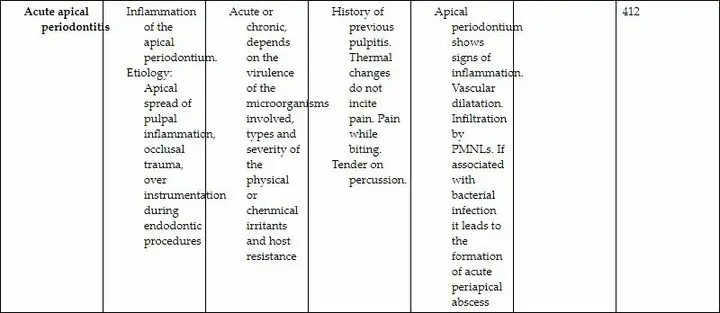 Acute apical
periodontitis
Inflammation
of the
apical
periodontium.
Etiology:
Apical
spread of
pulpal
inflammation,
occlusal
trauma,
over
instrumentation
during
endodontic
procedures
Acute or
chronic,
depends
on the
virulence
of the
microorganisms
involved,
types and
severity of
the
physical
or
chenmical
irritants
and host
resistance
History of
previous
pulpitis.
Thermal
changes
do not
incite
pain. Pain
while
biting.
Tender on
percussion.
Apical
periodontium
shows
signs of
inflammation.
Vascular
dilatation.
Infiltration
by
PMNLs. If
associated
with
bacterial
infection
it leads to
the
formation
of acute
periapical
abscess
412